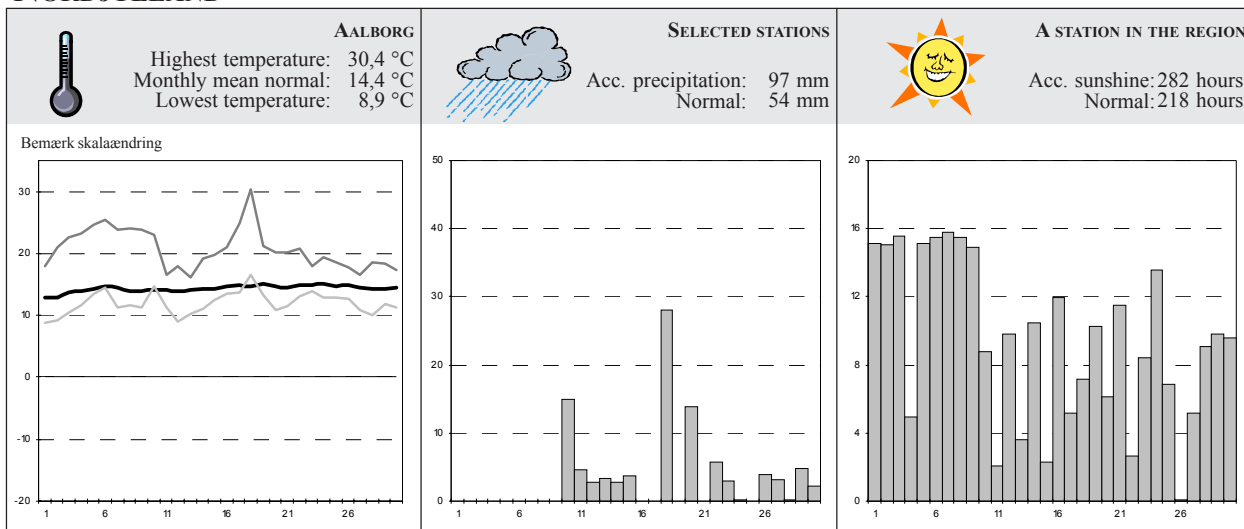 AALBORG
Highest temperature: 30,4 °C
Monthly mean normal: 14,4 °C
Lowest temperature: 8,9 °C
SELECTED STATIONS
Acc. precipitation: 97 mm
Normal: 54 mm
A STATION IN THE REGION
Acc. sunshine: 282 hours
Normal: 218 hours
Bemærk skalaændring
30
20
10
0
-10
-20
1 6 11 16 21 26
50
40
30
20
10
0
1 6 11 16 21 26
20
16
12
8
4
0
1 6 11 16 21 26